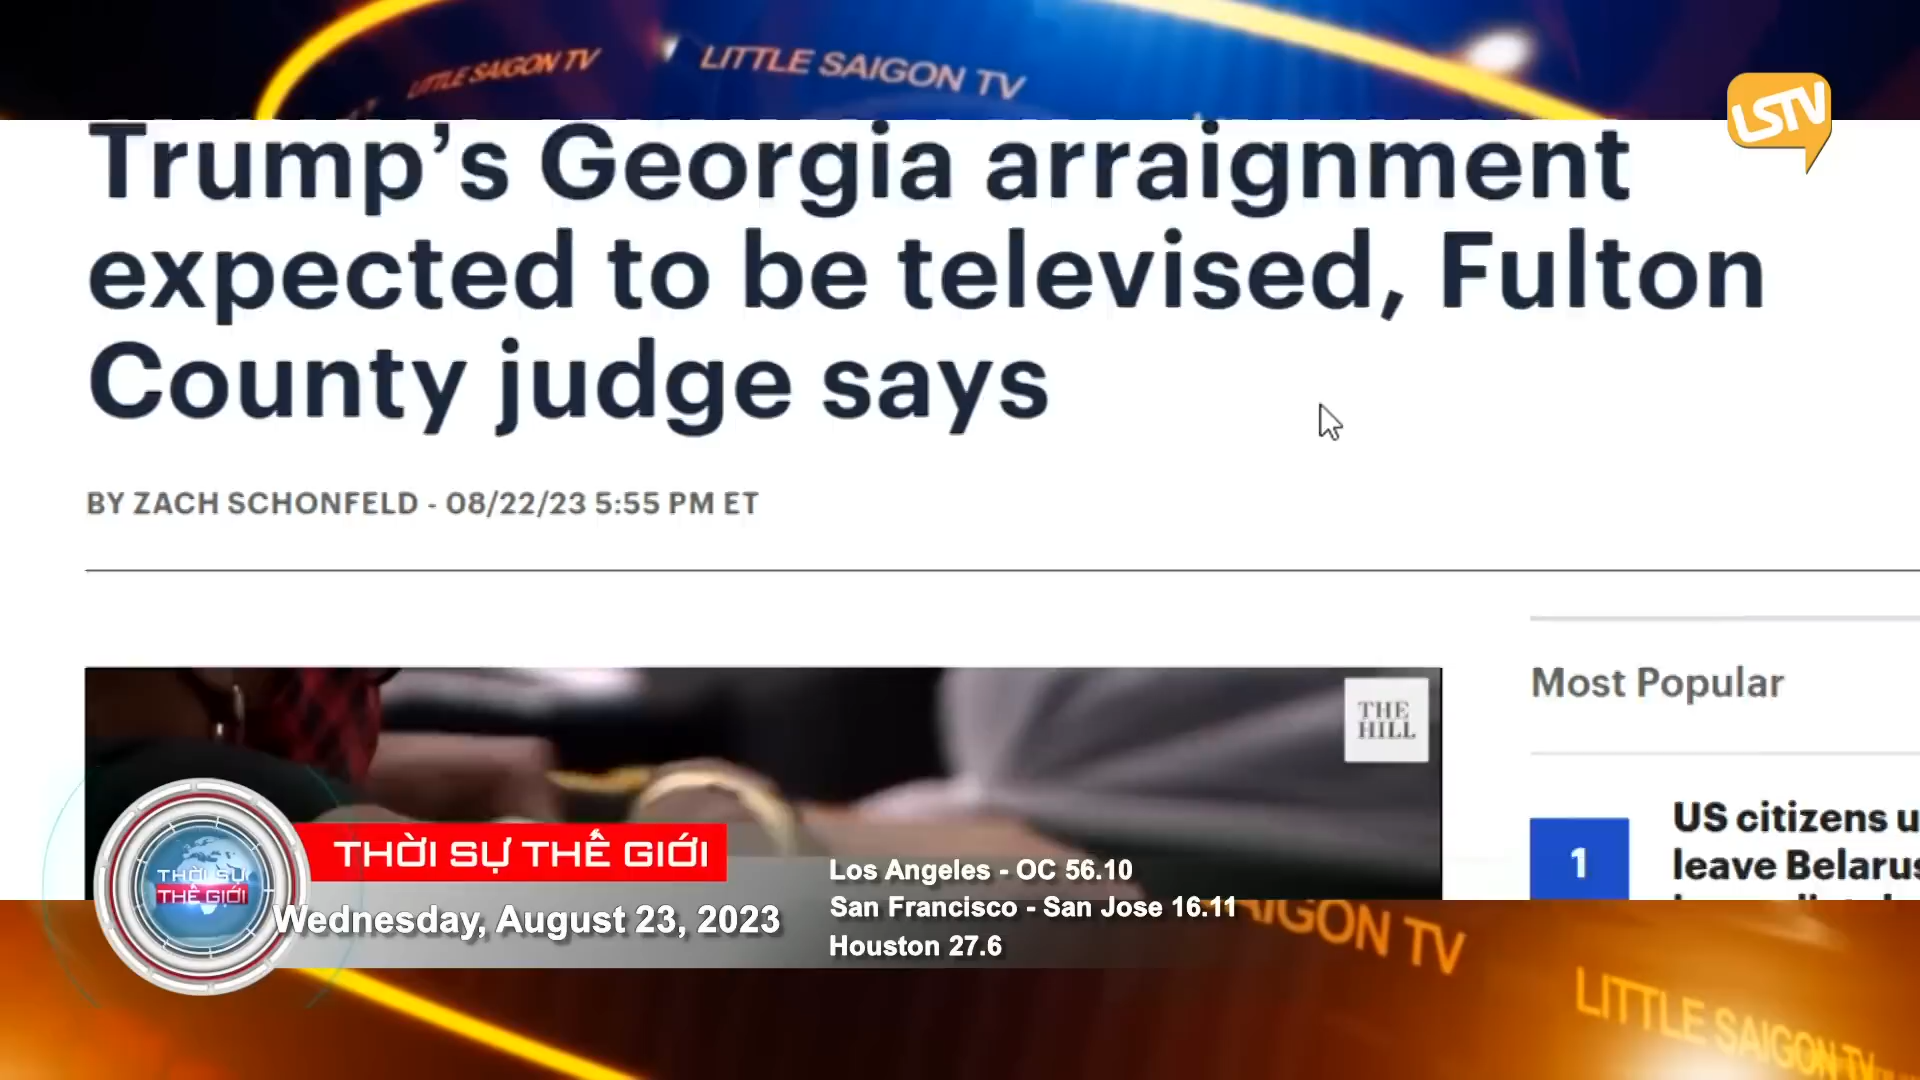 LITTLE SAIGON TV
LITTLE SAIGON TV
LSTV
Trump’s Georgia arraignment
expected to be televised, Fulton
County judge says
BY ZACH SCHONFELD - 08/22/23 5:55 PM ET
Most Popular
THE
HILL
1
US citizens
leave Belarus
THỜI SỰ
THẾ GIỚI
THỜI SỰ THẾ GIỚI
Wednesday, August 23, 2023
Los Angeles - OC 56.10
San Francisco - San Jose 16.11
Houston 27.6
SAIGON TV
LITTLE SAIGON TV